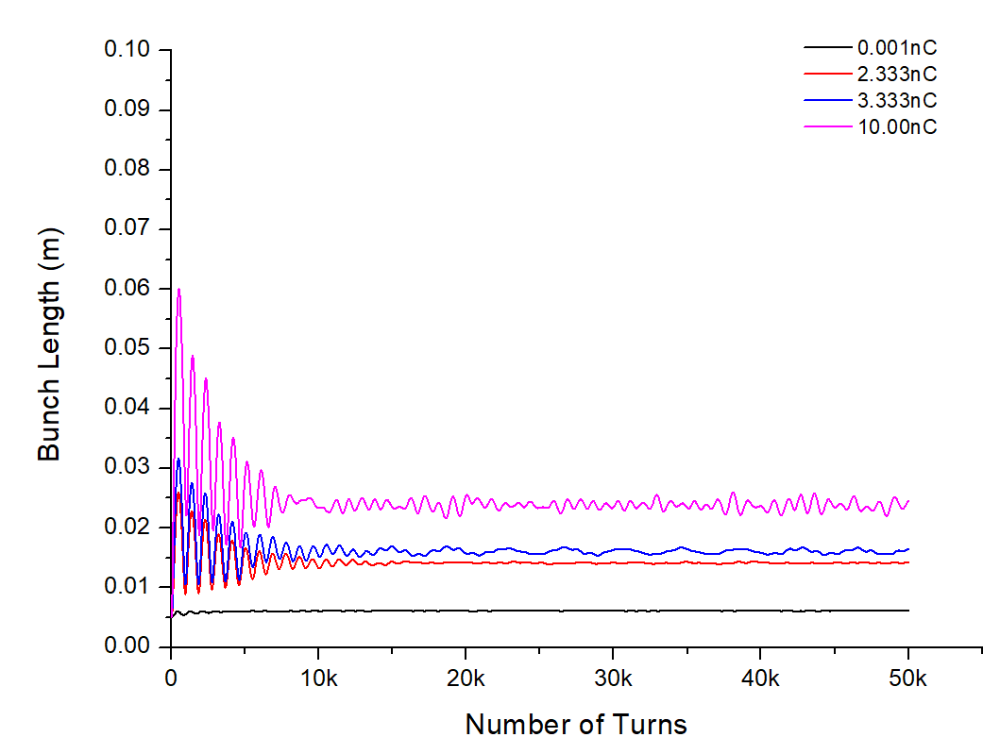 0.001nC
2.333nC
3.333nC
10.00nC
0.10
0.09
0.08
0.07
0.06
0.05
0.04
0.03
0.02
0.01
0.00
Bunch Length (m)
0 10k 20k 30k 40k 50k
Number of Turns